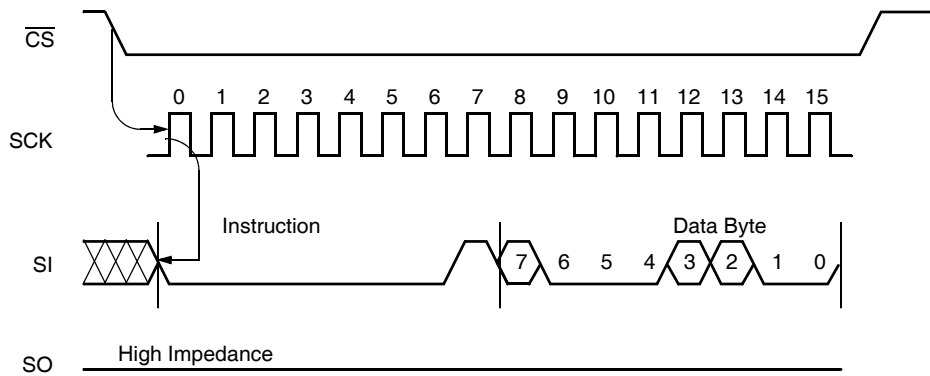 C̅S̅
0 1 2 3 4 5 6 7 8 9 10 11 12 13 14 15
SCK
Instruction
Data Byte
SI
7 6 5 4 3 2 1 0
High Impedance
SO